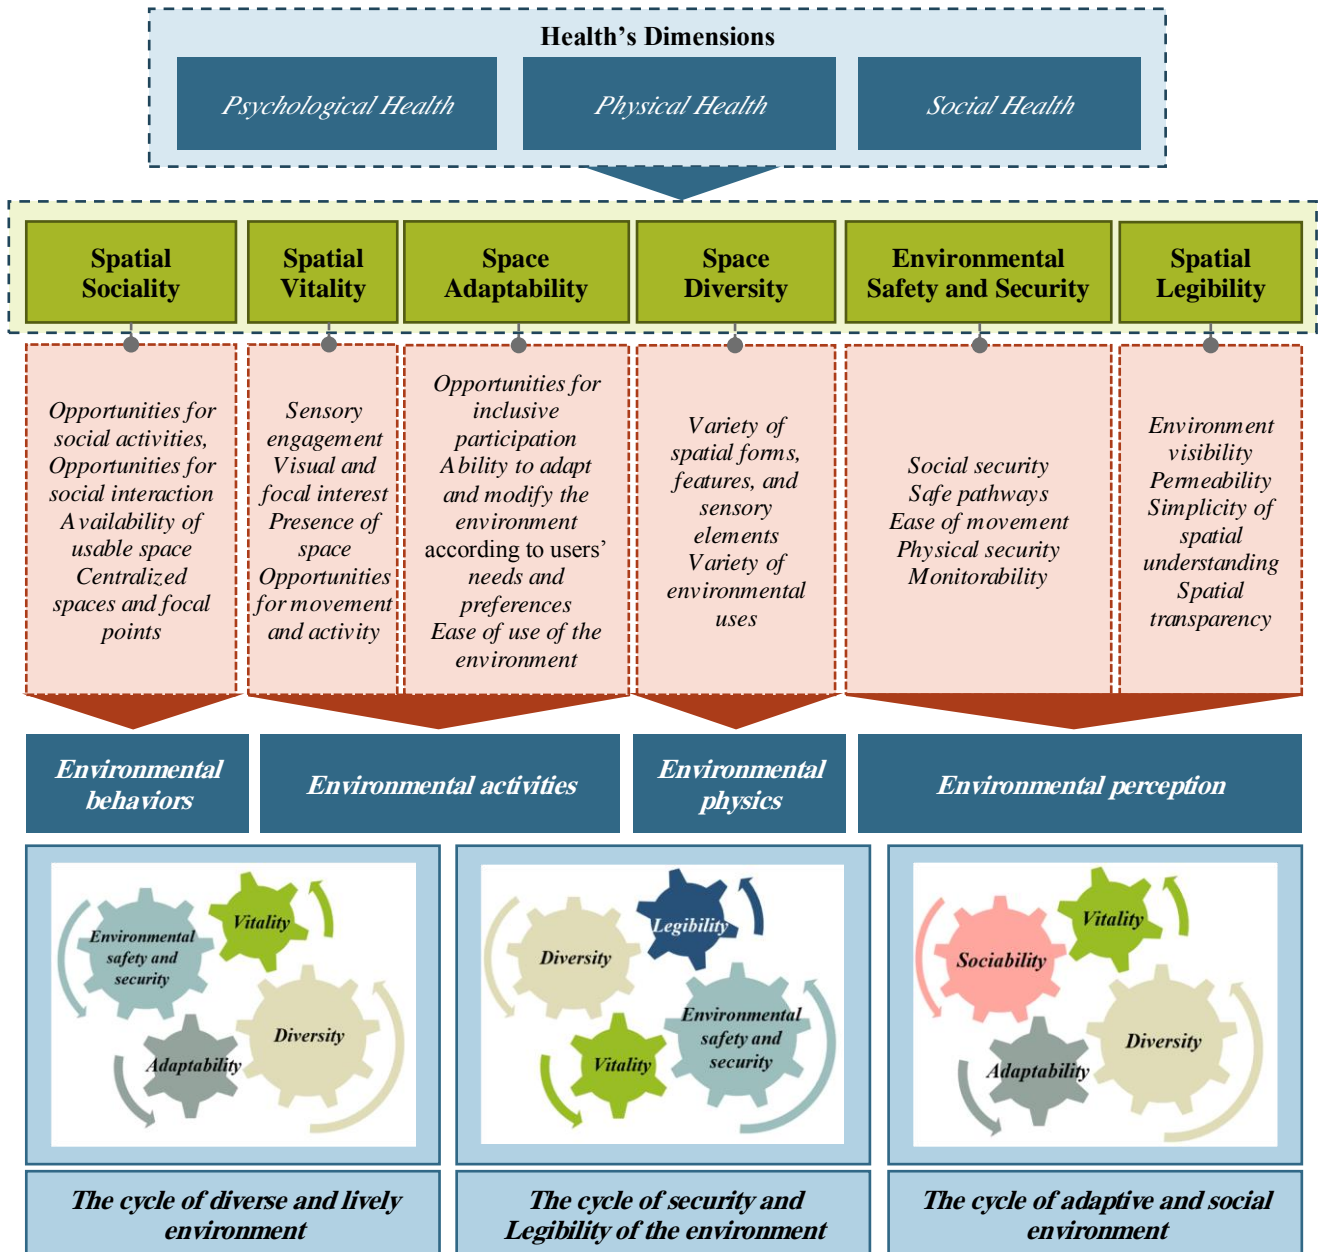 Health’s Dimensions
Psychological Health
Physical Health
Social Health
Spatial
Sociality
Spatial
Vitality
Space
Adaptability
Space
Diversity
Environmental
Safety and Security
Spatial
Legibility
Opportunities for
social activities,
Opportunities for
social interaction
Availability of
usable space
Centralized
spaces and focal
points
Sensory
engagement
Visual and
focal interest
Presence of
space
Opportunities
for movement
and activity
Opportunities for
inclusive
participation
Ability to adapt
and modify the
environment
according to users’
needs and
preferences
Ease of use of the
environment
Variety of
spatial forms,
features, and
sensory
elements
Variety of
environmental
uses
Social security
Safe pathways
Ease of movement
Physical security
Monitorability
Environment
visibility
Permeability
Simplicity of
spatial
understanding
Spatial
transparency
Environmental
behaviors
Environmental activities
Environmental
physics
Environmental perception
Environmental
safety and
security
Vitality
Diversity
Adaptability
Diversity
Legibility
Environmental
safety and
security
Vitality
Sociability
Vitality
Diversity
Adaptability
The cycle of diverse and lively
environment
The cycle of security and
Legibility of the environment
The cycle of adaptive and social
environment